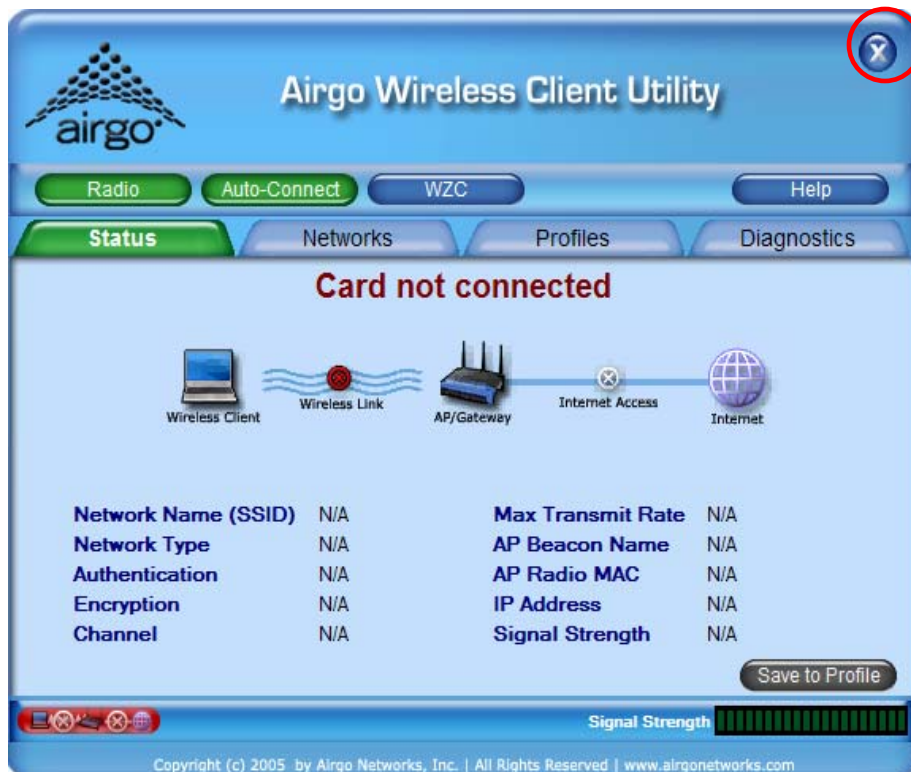 airgo
Airgo Wireless Client Utility
X
Radio Auto-Connect WZC Help
Status Networks Profiles Diagnostics
Card not connected
Wireless Client Wireless Link AP/Gateway Internet Access Internet
Network Name (SSID) N/A Max Transmit Rate N/A
Network Type N/A AP Beacon Name N/A
Authentication N/A AP Radio MAC N/A
Encryption N/A IP Address N/A
Channel N/A Signal Strength N/A
Save to Profile
Signal Strength
Copyright (c) 2005 by Airgo Networks, Inc. | All Rights Reserved | www.airgonetworks.com